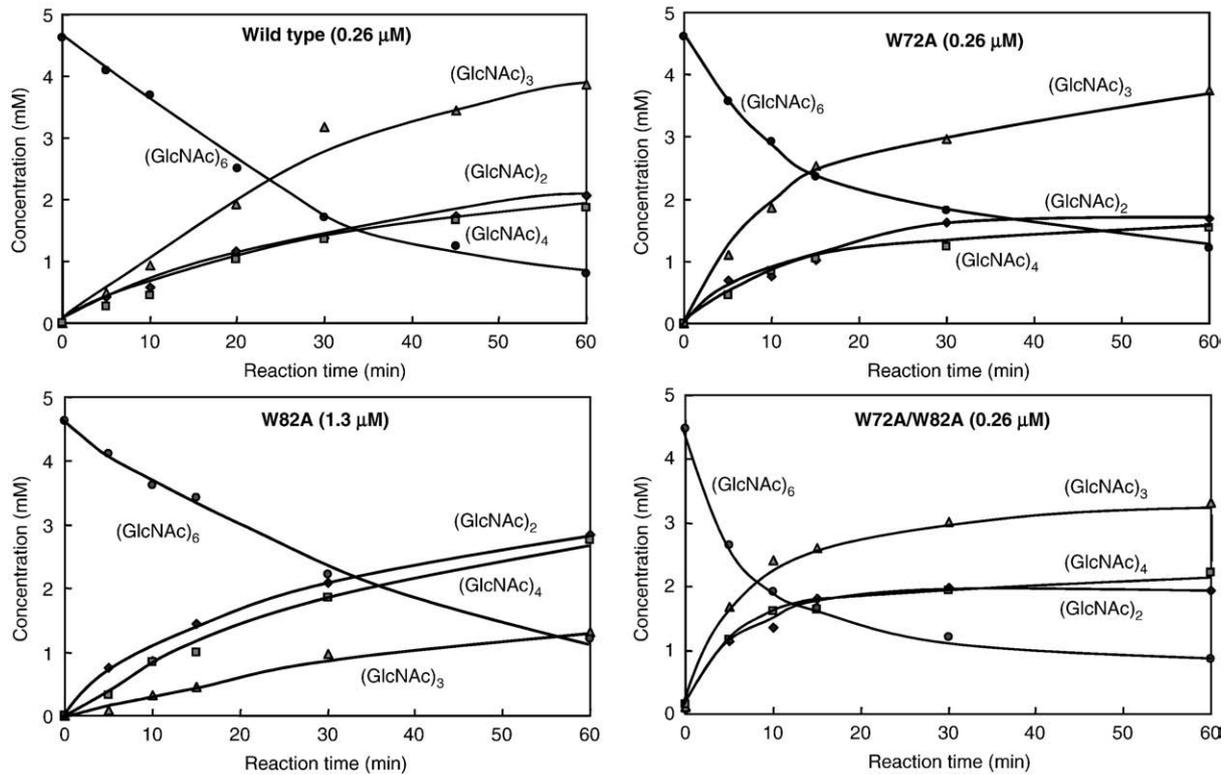 Wild type (0.26 μM)
5
4
3
2
1
0
Concentration (mM)
(GlcNAc)3
(GlcNAc)6
(GlcNAc)2
(GlcNAc)4
0 10 20 30 40 50 60
Reaction time (min)
W72A (0.26 μM)
5
4
3
2
1
0
Concentration (mM)
(GlcNAc)3
(GlcNAc)6
(GlcNAc)2
(GlcNAc)4
0 10 20 30 40 50 60
Reaction time (min)
W82A (1.3 μM)
5
4
3
2
1
0
Concentration (mM)
(GlcNAc)2
(GlcNAc)6
(GlcNAc)4
(GlcNAc)3
0 10 20 30 40 50 60
Reaction time (min)
W72A/W82A (0.26 μM)
5
4
3
2
1
0
Concentration (mM)
(GlcNAc)6
(GlcNAc)3
(GlcNAc)4
(GlcNAc)2
0 10 20 30 40 50 60
Reaction time (min)